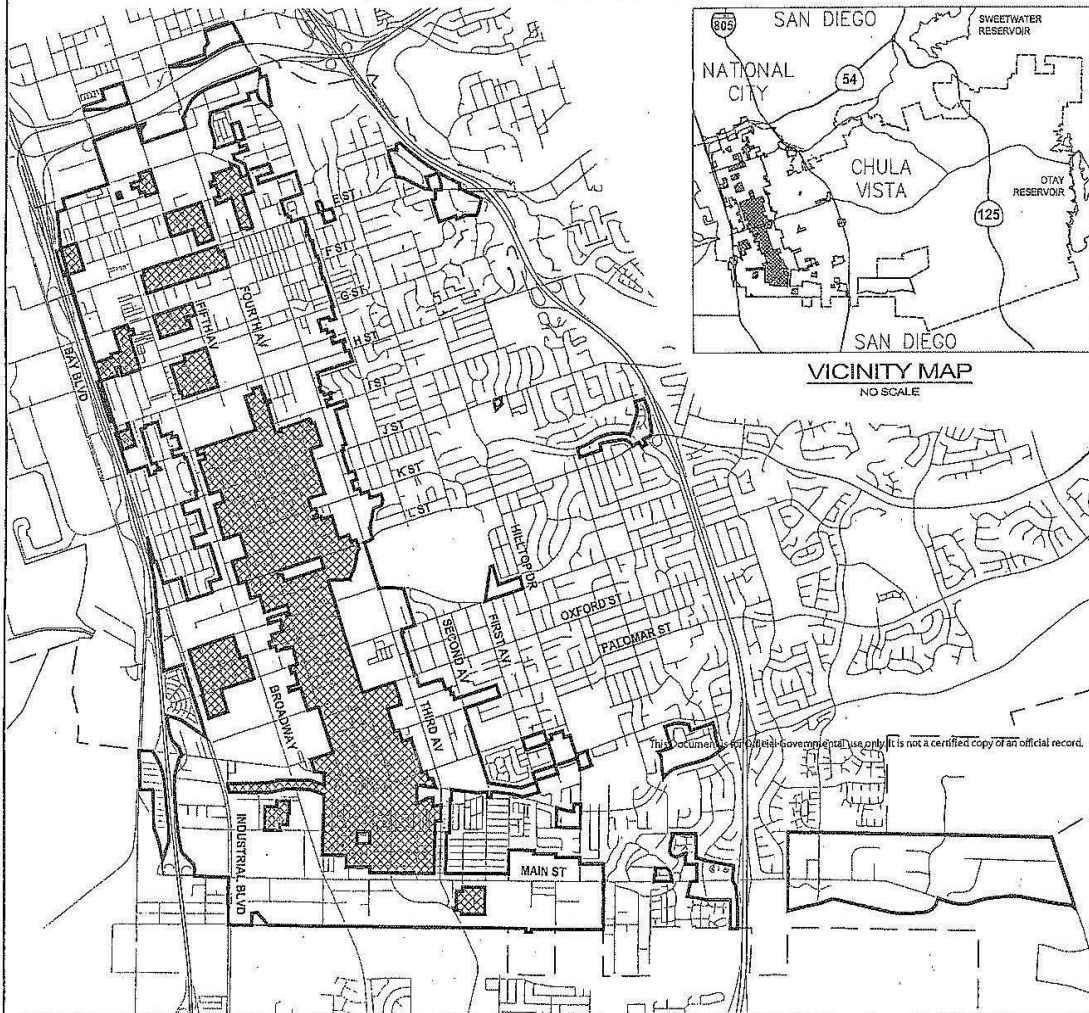 805
SAN DIEGO
SWEETWATER
RESERVOIR
NATIONAL
CITY
54
CHULA
VISTA
OTAY
RESERVOIR
125
SAN DIEGO
VICINITY MAP
NO SCALE
E ST
F ST
G ST
H ST
I ST
J ST
K ST
L ST
FIFTH AV
FOURTH AV
BAY BLVD
HILLTOP DR
OXFORD ST
PALOMAR ST
FIRST AV
SECOND AV
THIRD AV
BROADWAY
This Document is for Official Governmental use only. It is not a certified copy of an official record.
INDUSTRIAL BLVD
MAIN ST